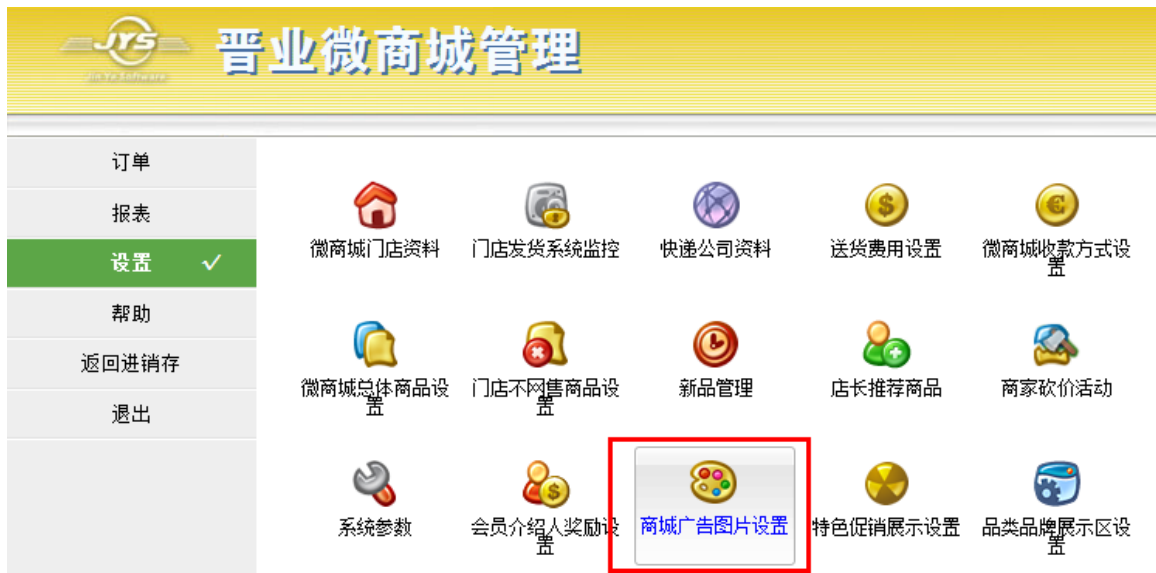 JYS
Jin Ye Software
晋业微商城管理
订单
报表
设置
帮助
返回进销存
退出
微商城门店资料
门店发货系统监控
快递公司资料
送货费用设置
微商城收款方式设
置
微商城总体商品设
置
门店不网售商品设
置
新品管理
店长推荐商品
商家砍价活动
系统参数
会员介绍人奖励设
置
商城广告图片设置
特色促销展示设置
品类品牌展示区设
置